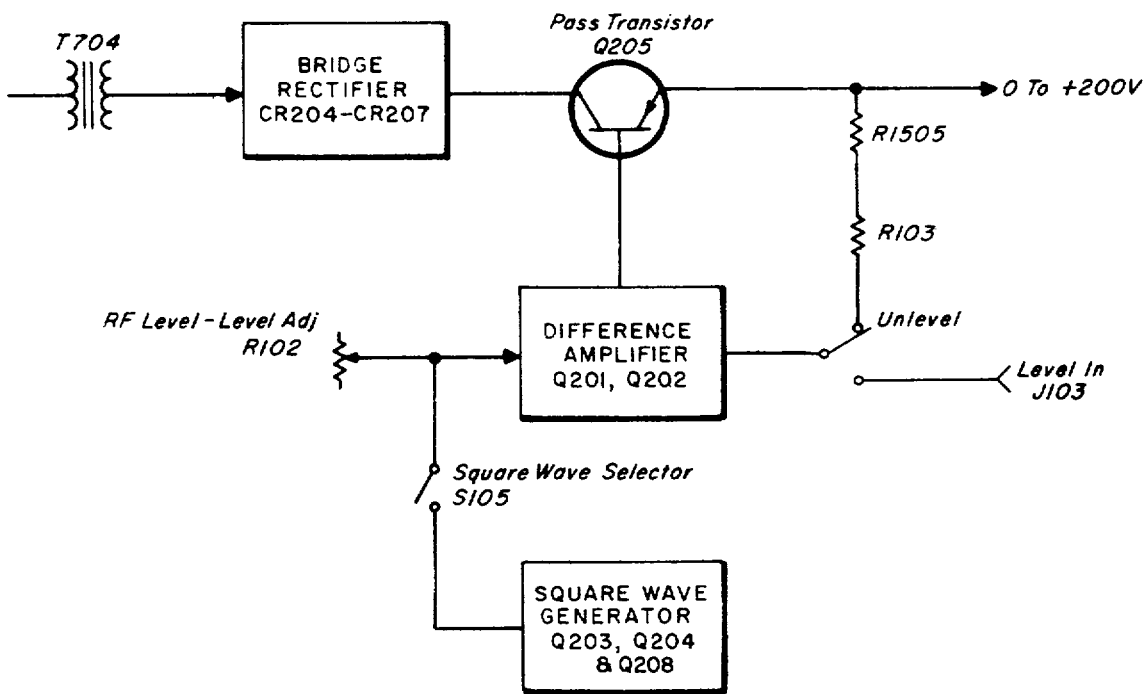 Pass Transistor
Q205
T704
BRIDGE
RECTIFIER
CR204-CR207
0 To +200V
R1505
R103
RF Level-Level Adj
R102
DIFFERENCE
AMPLIFIER
Q201, Q202
Unlevel
Level In
J103
Square Wave Selector
S105
SQUARE WAVE
GENERATOR
Q203, Q204
& Q208